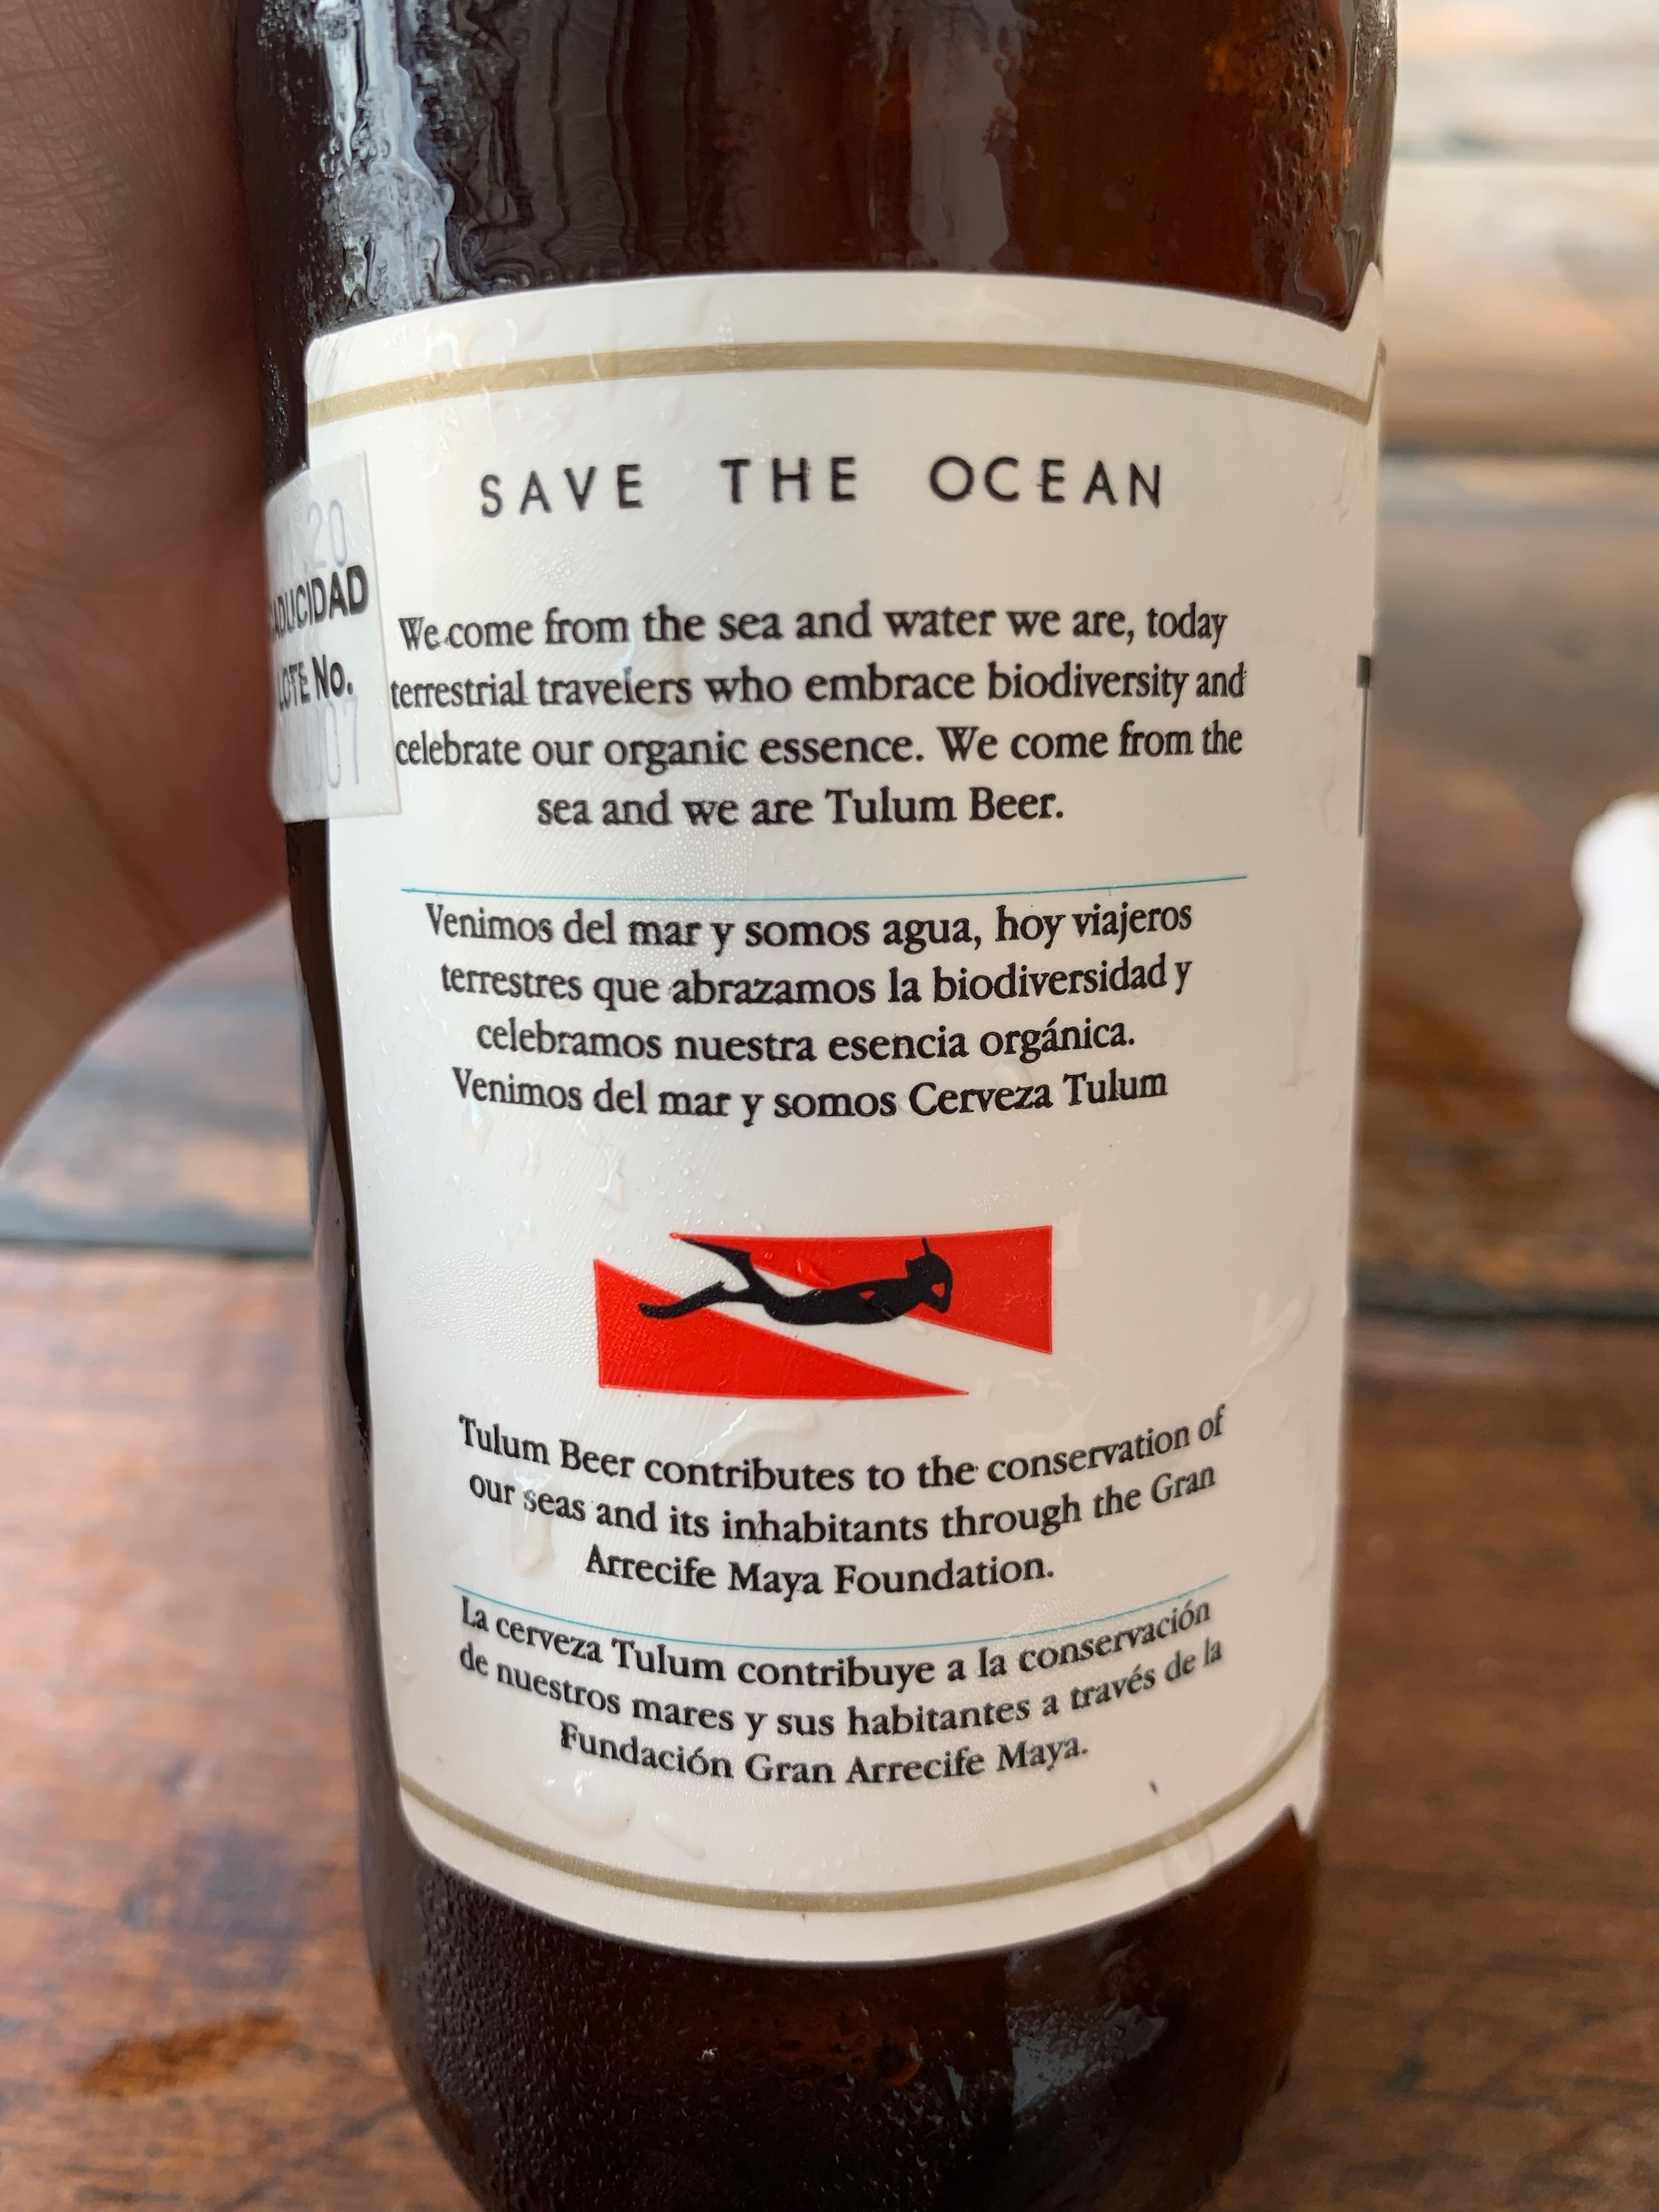 SAVE THE OCEAN
20
LOTE No.
07
We come from the sea and water we are, today
terrestrial travelers who embrace biodiversity and
celebrate our organic essence. We come from the
sea and we are Tulum Beer.
Venimos del mar y somos agua, hoy viajeros
terrestres que abrazamos la biodiversidad y
celebramos nuestra esencia orgánica.
Venimos del mar y somos Cerveza Tulum
Tulum Beer contributes to the conservation of
our seas and its inhabitants through the Gran
Arrecife Maya Foundation.
La cerveza Tulum contribuye a la conservación
de nuestros mares y sus habitantes a través de la
Fundación Gran Arrecife Maya.